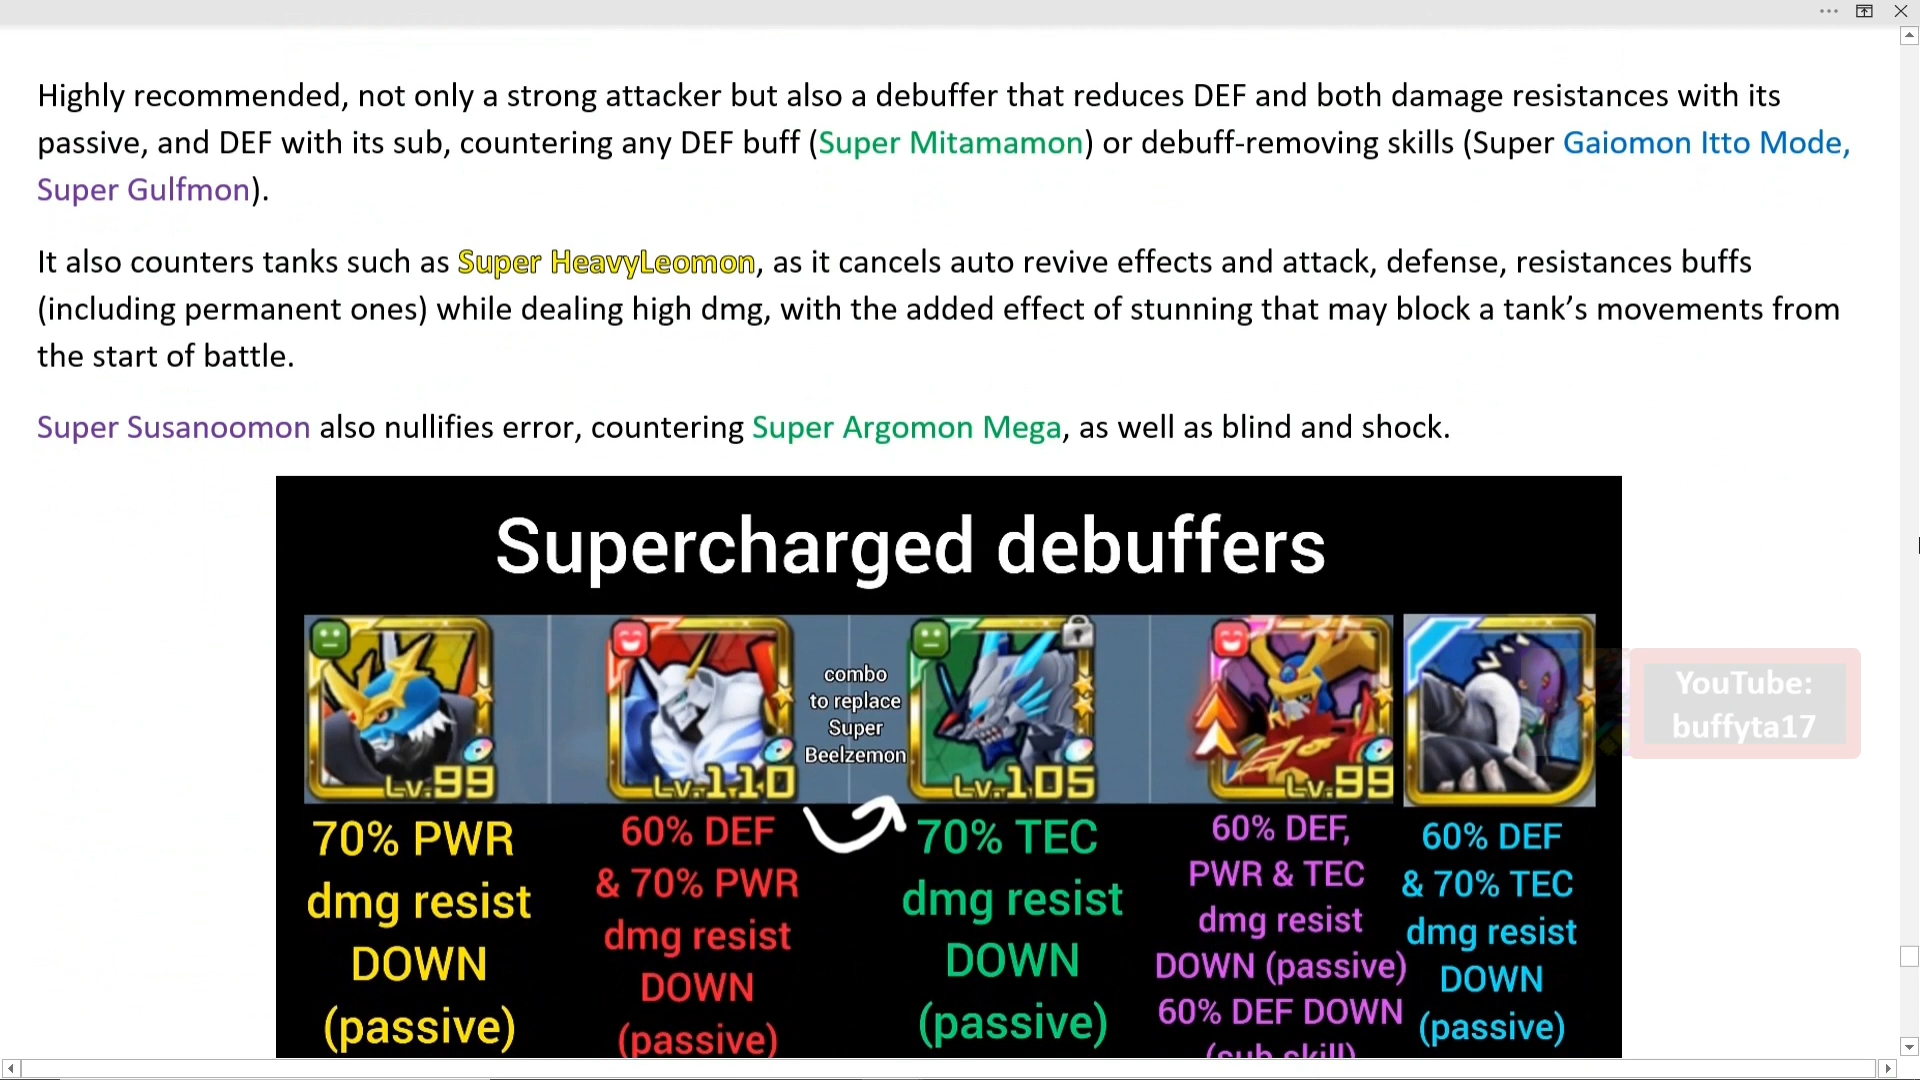 Highly recommended, not only a strong attacker but also a debuffer that reduces DEF and both damage resistances with its
passive, and DEF with its sub, countering any DEF buff (Super Mitamamon) or debuff-removing skills (Super Gaiomon Itto Mode,
Super Gulfmon).
It also counters tanks such as Super HeavyLeomon, as it cancels auto revive effects and attack, defense, resistances buffs
(including permanent ones) while dealing high dmg, with the added effect of stunning that may block a tank’s movements from
the start of battle.
Super Susanoomon also nullifies error, countering Super Argomon Mega, as well as blind and shock.
Supercharged debuffers
Lv.99
70% PWR
dmg resist
DOWN
(passive)
Lv.110
60% DEF
& 70% PWR
dmg resist
DOWN
(passive)
combo
to replace
Super
Beelzemon
Lv.105
70% TEC
dmg resist
DOWN
(passive)
Lv.99
60% DEF,
PWR & TEC
dmg resist
DOWN (passive)
60% DEF DOWN
(sub skill)
60% DEF
& 70% TEC
dmg resist
DOWN
(passive)
YouTube:
buffyta17